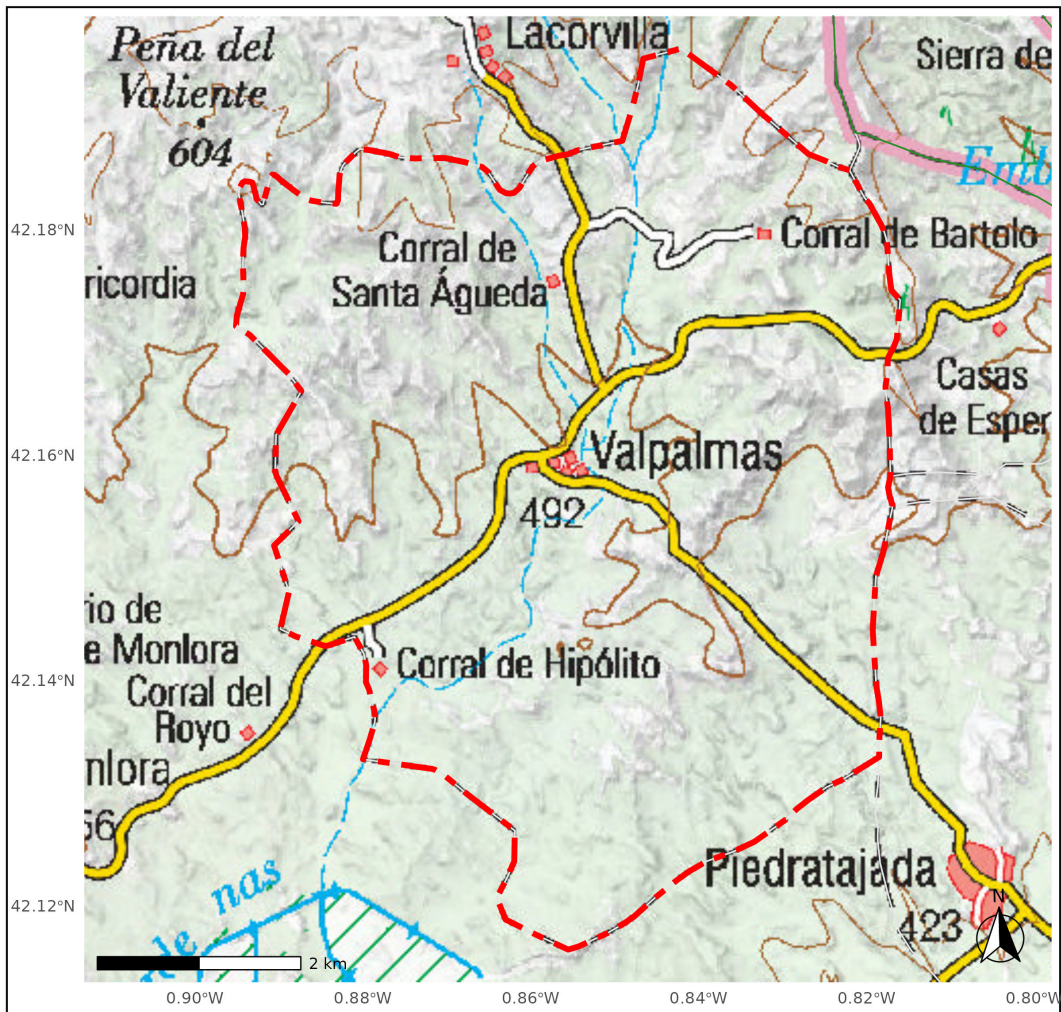 Lacorvilla
Peña del
Valiente
604
Sierra de
Emb
42.18°N
Corral de
Santa Águeda
Corral de Bartolo
ricordia
Casas
de Esper
42.16°N
Valpalmas
492
rio de
e Monlora
42.14°N
Corral de Hipólito
Corral del
Royo
nlora
56
Piedratajada
nas
de
42.12°N
423
N
2 km
0.90°W
0.88°W
0.86°W
0.84°W
0.82°W
0.80°W